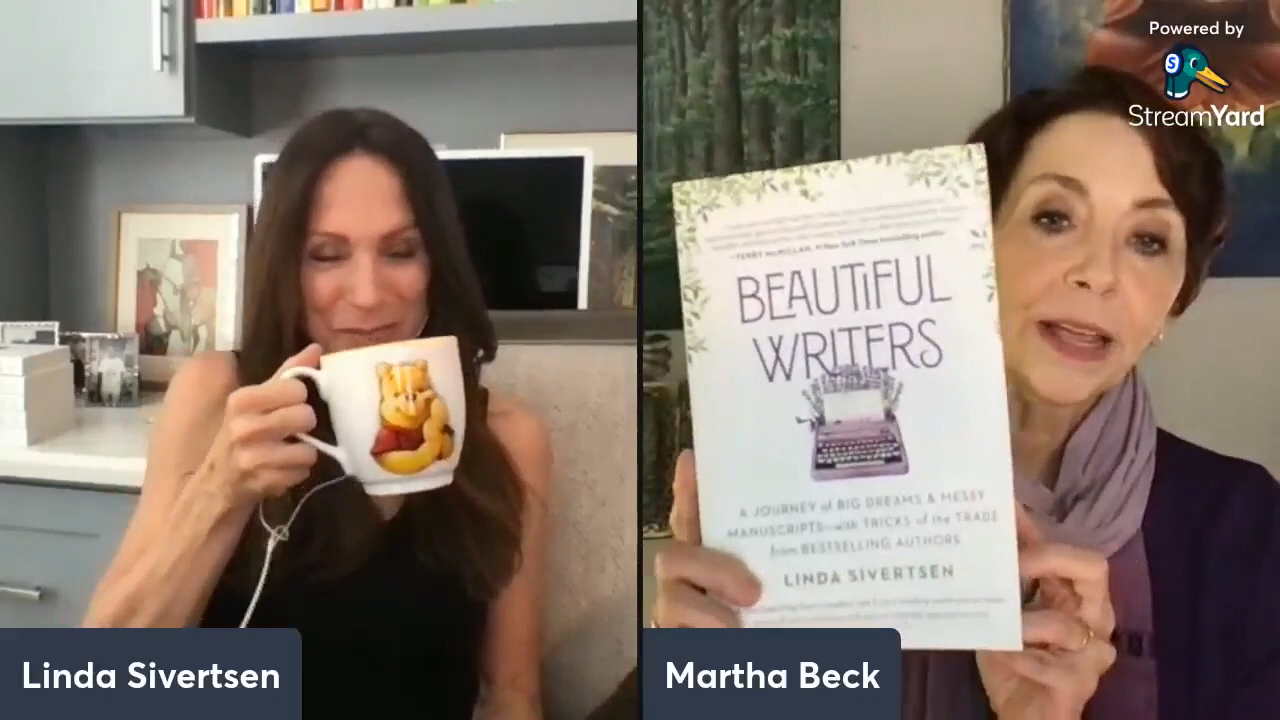 Powered by
S
StreamYard
—TERRY McMILLAN, #1 New York Times bestselling author
BEAUTIFUL
WRITERS
A JOURNEY of BIG DREAMS & MESSY
MANUSCRIPTS—with TRICKS of the TRADE
from BESTSELLING AUTHORS
LINDA SIVERTSEN
Linda Sivertsen
Martha Beck